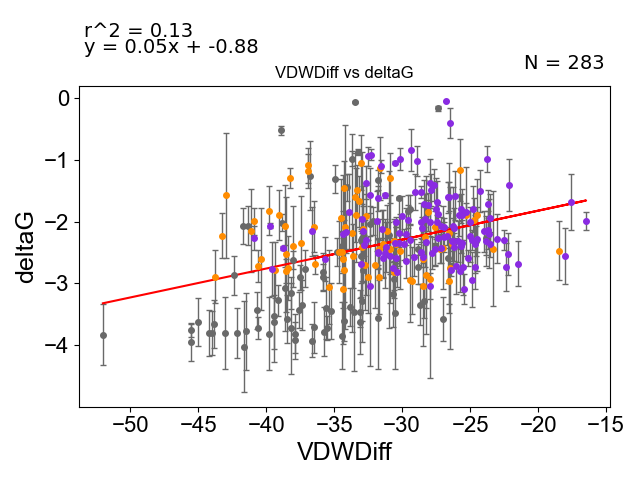 r^2 = 0.13
y = 0.05x + -0.88
N = 283
VDWDiff vs deltaG
0
−1
−2
−3
−4
deltaG
−50 −45 −40 −35 −30 −25 −20 −15
VDWDiff